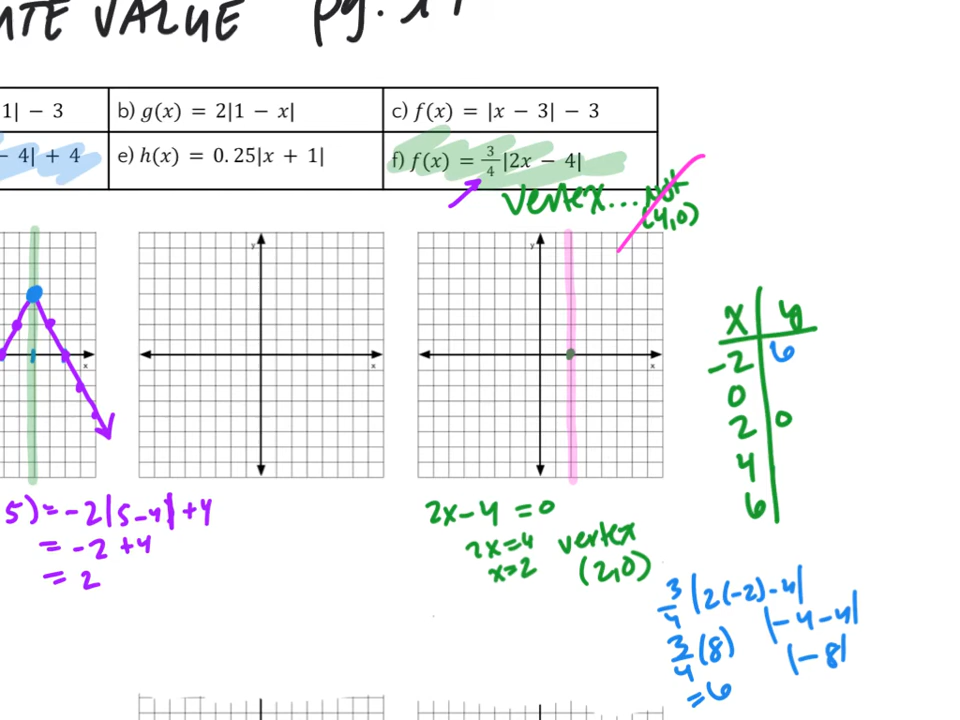 UTE VALUE pg.
1| − 3
b) g(x) = 2|1 − x|
c) f(x) = |x − 3| − 3
− 4| + 4
e) h(x) = 0.25|x + 1|
f) f(x) = 3/4|2x − 4|
vertex... Not
(4,0)
y
y
x
x
x
x y
-2 6
0
2 0
4
6
5) = -2|5-4| + 4
= -2 + 4
= 2
2x - 4 = 0
2x = 4
x = 2
vertex
(2,0)
3/4 |2(-2) - 4|
|-4 - 4|
3/4 (8)
|-8|
= 6